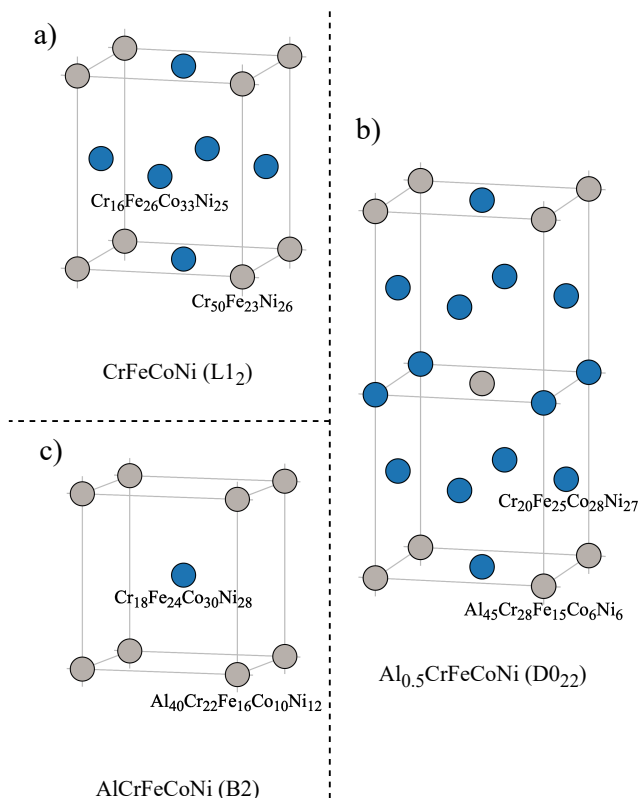 a)
Cr₁₆Fe₂₆Co₃₃Ni₂₅
Cr₅₀Fe₂₃Ni₂₆
CrFeCoNi (L1₂)
b)
Cr₂₀Fe₂₅Co₂₈Ni₂₇
Al₄₅Cr₂₈Fe₁₅Co₆Ni₆
Al₀.₅CrFeCoNi (D0₂₂)
c)
Cr₁₈Fe₂₄Co₃₀Ni₂₈
Al₄₀Cr₂₂Fe₁₆Co₁₀Ni₁₂
AlCrFeCoNi (B2)